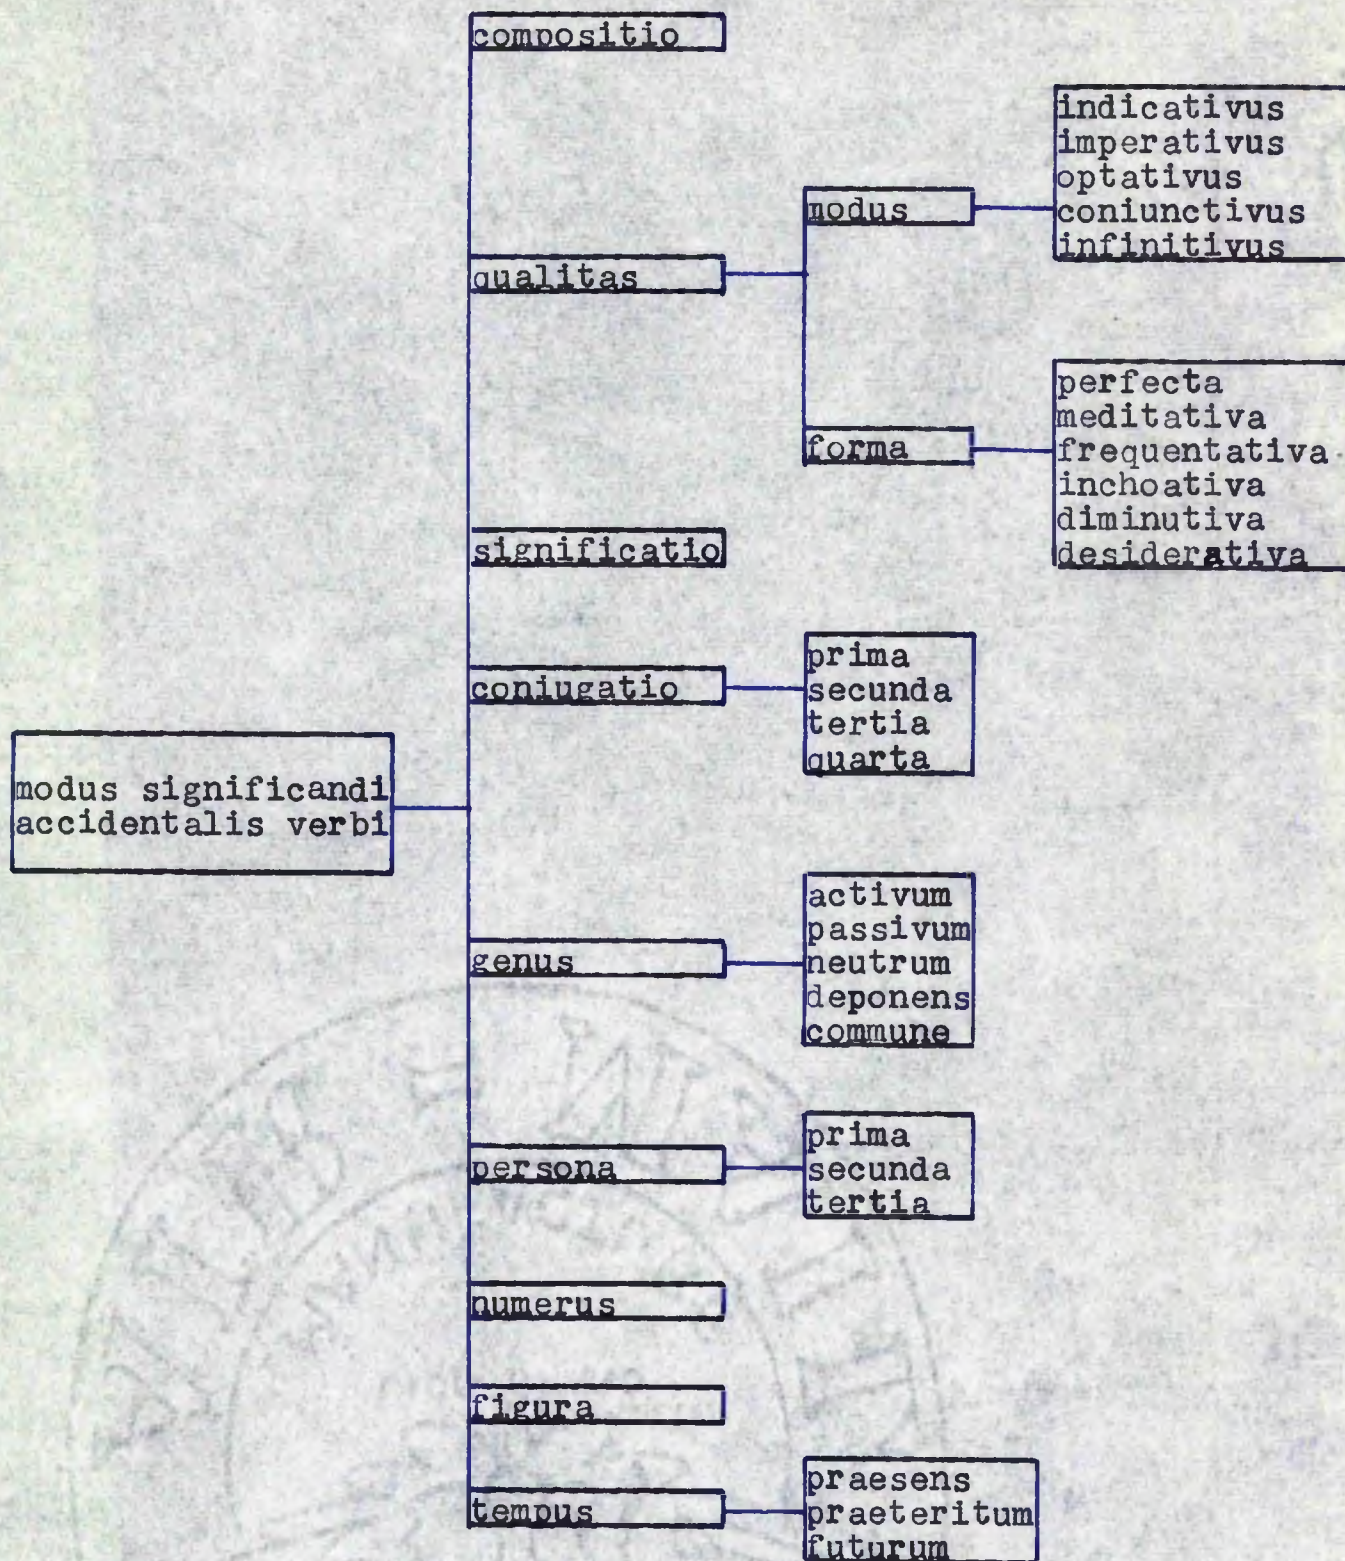 compositio
qualitas
modus
indicativus
imperativus
optativus
coniunctivus
infinitivus
forma
perfecta
meditativa
frequentativa
inchoativa
diminutiva
desiderativa
significatio
coniugatio
prima
secunda
tertia
quarta
modus significandi
accidentalis verbi
genus
activum
passivum
neutrum
deponens
commune
persona
prima
secunda
tertia
numerus
figura
tempus
praesens
praeteritum
futurum